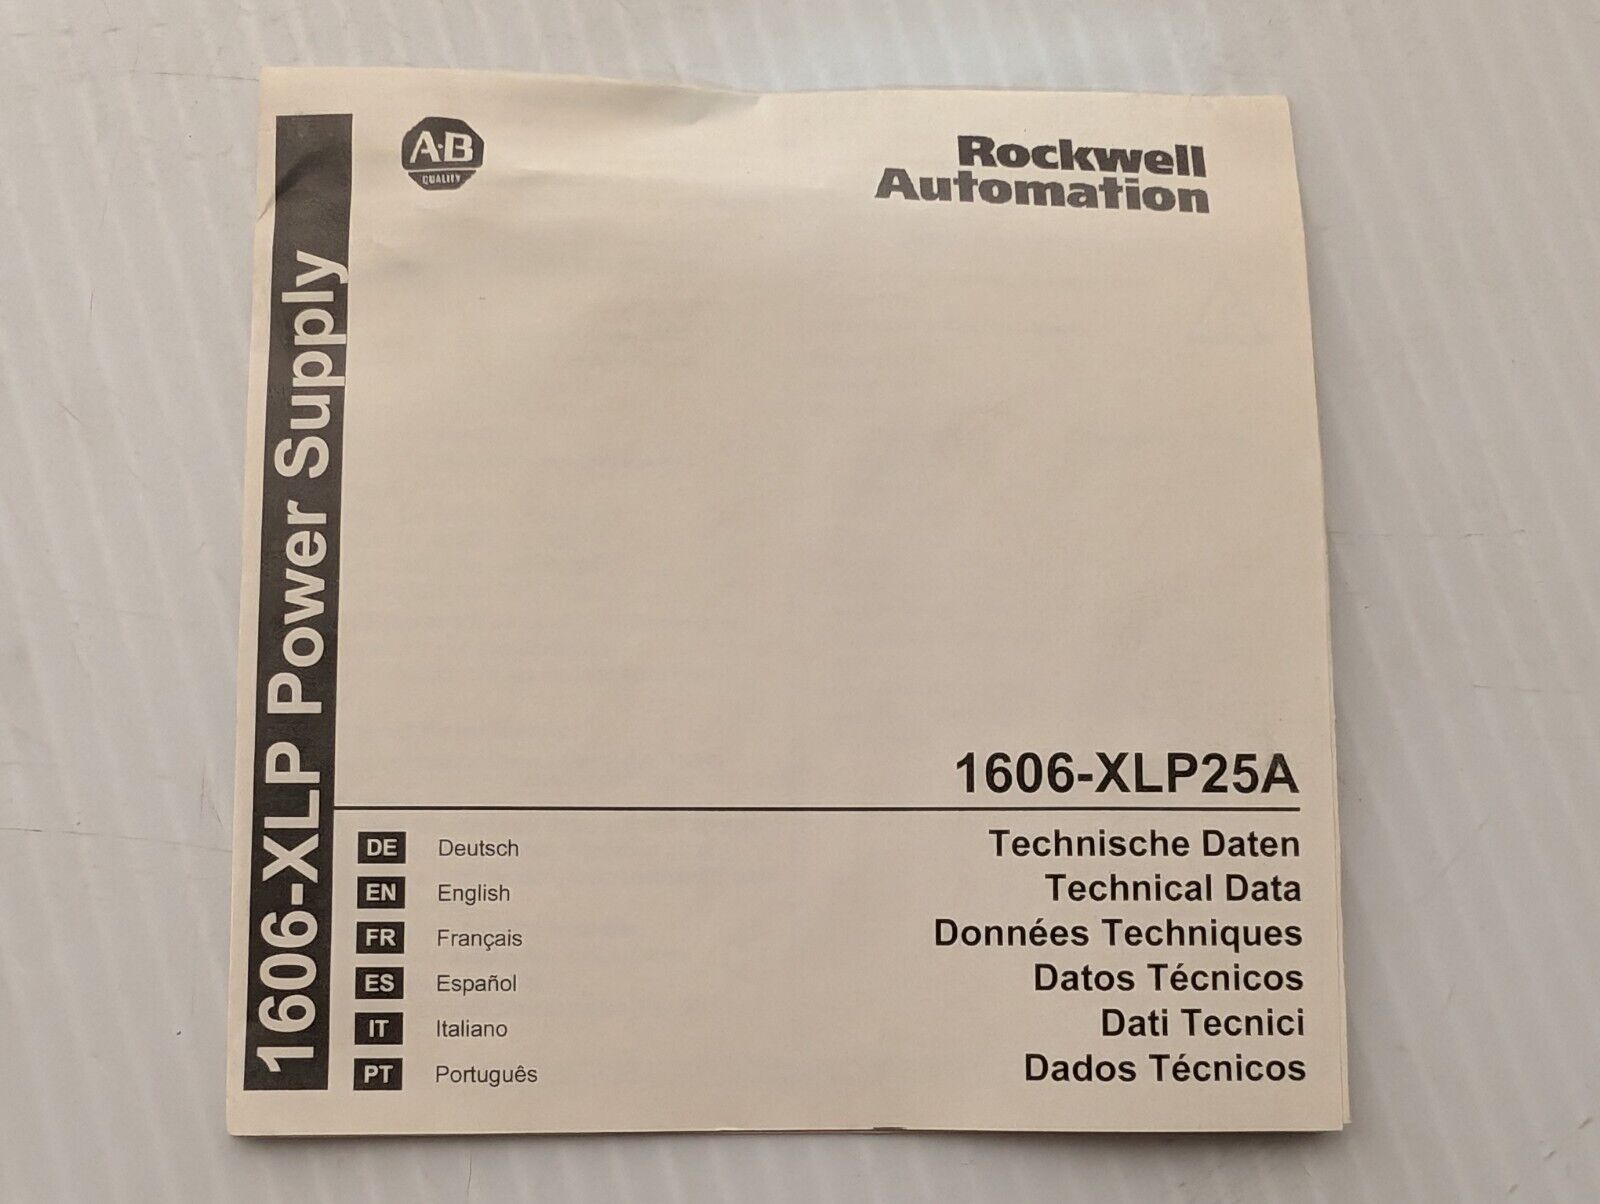 A·B
QUALITY
Rockwell
Automation
1606-XLP Power Supply
1606-XLP25A
DE Deutsch
EN English
FR Français
ES Español
IT Italiano
PT Português
Technische Daten
Technical Data
Données Techniques
Datos Técnicos
Dati Tecnici
Dados Técnicos